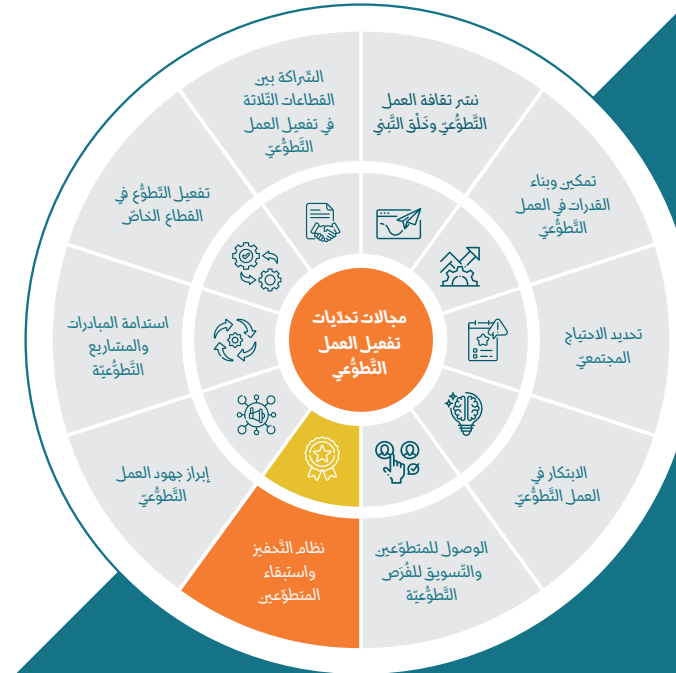 مجالات تحدّيات
تفعيل العمل
التَّطوُّعي
نشر ثقافة العمل
التَّطوُّعيّ وخَلْق التَّبني
تمكين وبناء
القدرات في العمل
التَّطوُّعيّ
تحديد الاحتياج
المجتمعيّ
الابتكار في
العمل التَّطوُّعيّ
الوصول للمتطوّعين
والتّسويق للفُرَص
التَّطوُّعيّة
نظام التَّحفيز
واستبقاء
المتطوّعين
إبراز جهود العمل
التَّطوُّعيّ
استدامة المبادرات
والمشاريع
التَّطوُّعيّة
تفعيل التَّطوُّع في
القطاع الخاصّ
الشّراكة بين
القطاعات الثّلاثة
في تفعيل العمل
التَّطوُّعيّ